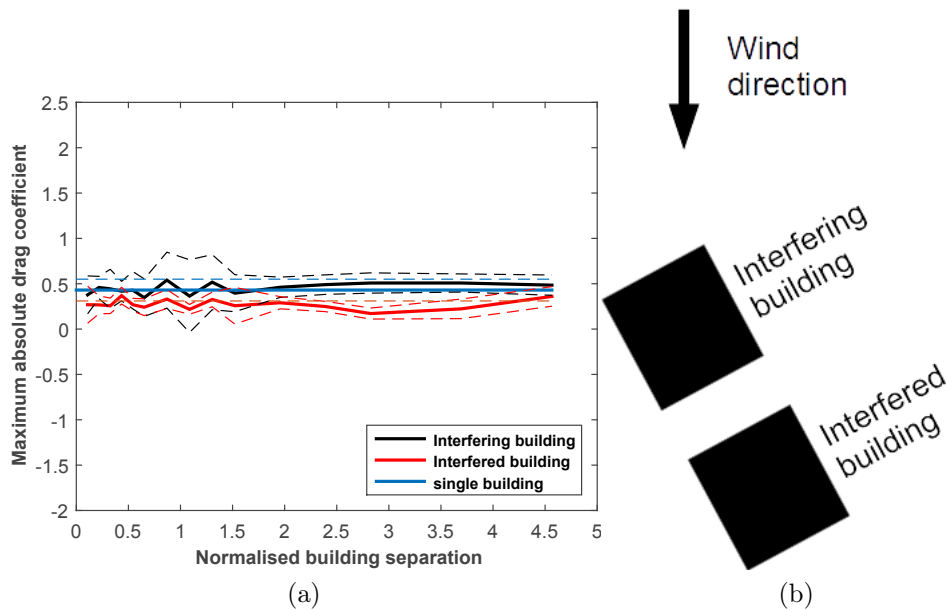 Wind
direction
2.5
2
1.5
1
0.5
0
-0.5
-1
-1.5
-2
0 0.5 1 1.5 2 2.5 3 3.5 4 4.5 5
Maximum absolute drag coefficient
Normalised building separation
Interfering building
Interfered building
single building
Interfering
building
Interfered
building
(a)
(b)